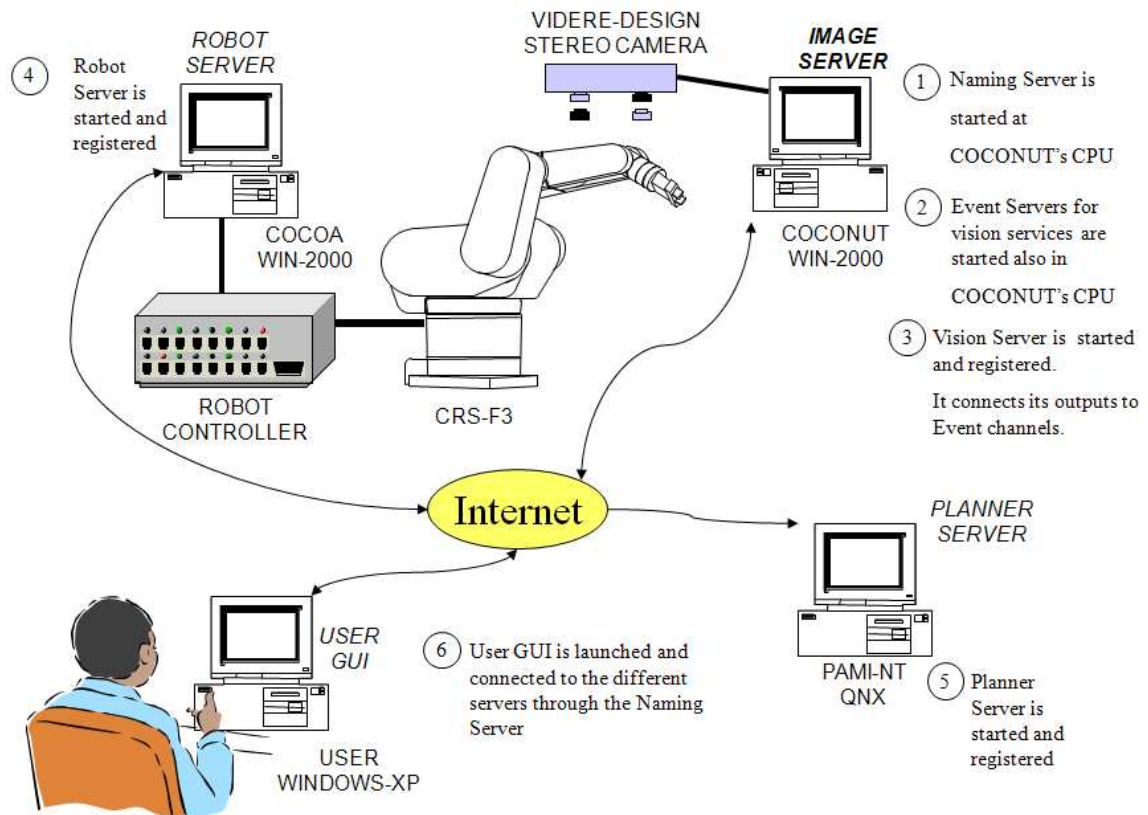 ROBOT
SERVER
4
Robot
Server is
started and
registered
COCOA
WIN-2000
ROBOT
CONTROLLER
CRS-F3
VIDERE-DESIGN
STEREO CAMERA
IMAGE
SERVER
COCONUT
WIN-2000
1
Naming Server is
started at
COCONUT's CPU
2
Event Servers for
vision services are
started also in
COCONUT's CPU
3
Vision Server is started
and registered.
It connects its outputs to
Event channels.
Internet
PLANNER
SERVER
PAMI-NT
QNX
5
Planner
Server is
started and
registered
USER
GUI
USER
WINDOWS-XP
6
User GUI is launched and
connected to the different
servers through the Naming
Server